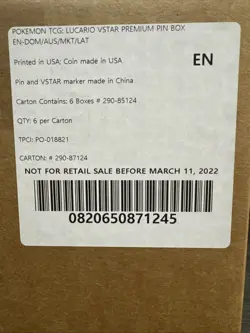 POKEMON TCG: LUCARIO VSTAR PREMIUM PIN BOX
EN-DOM/AUS/MKT/LAT
EN
Printed in USA; Coin made in USA
Pin and VSTAR marker made in China
Carton Contains: 6 Boxes # 290-85124
QTY: 6 per Carton
TPCI: PO-018821
CARTON: # 290-87124
NOT FOR RETAIL SALE BEFORE MARCH 11, 2022
0820650871245